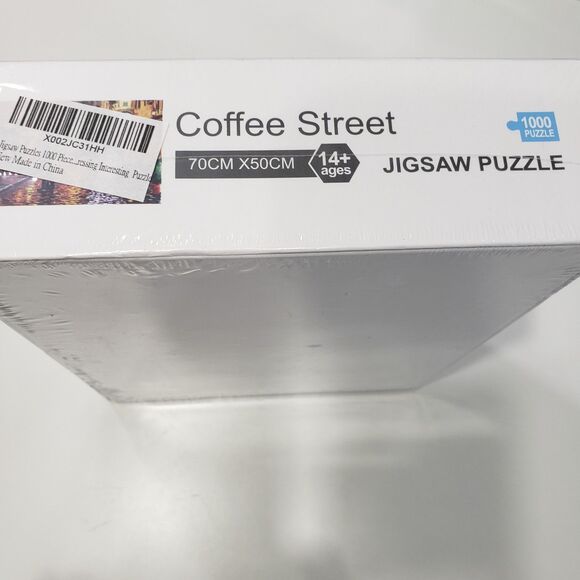 X002JC31HH
Jigsaw Puzzles 1000 Piece...ressing Interesting Puzzle
New Made in China
Coffee Street
70CM X50CM
14+
ages
1000
PUZZLE
JIGSAW PUZZLE